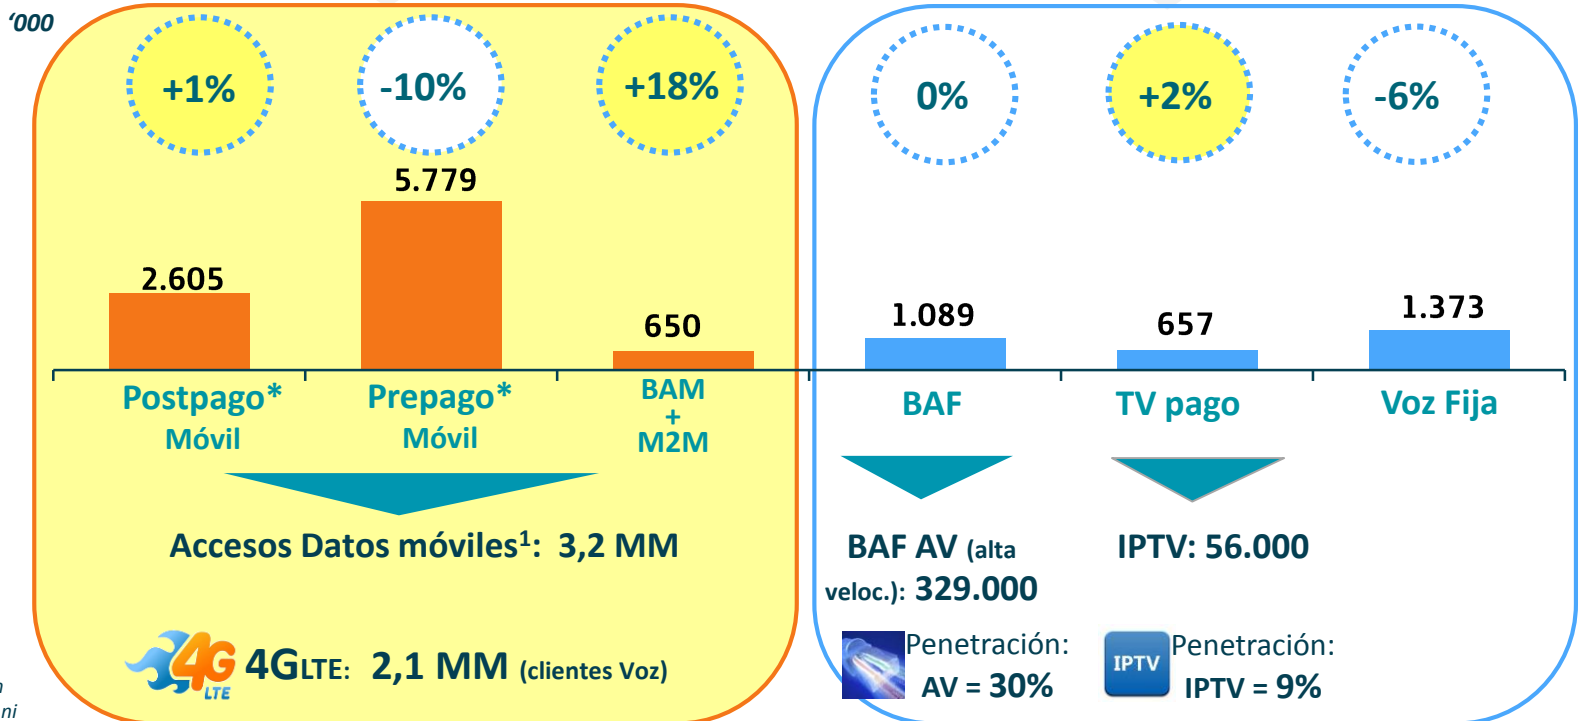 ‘000
+1%
-10%
+18%
0%
+2%
-6%
2.605
5.779
650
1.089
657
1.373
Postpago*
Móvil
Prepago*
Móvil
BAM
+
M2M
BAF
TV pago
Voz Fija
Accesos Datos móviles¹: 3,2 MM
BAF AV (alta
veloc.): 329.000
IPTV: 56.000
4G
LTE
4GLTE: 2,1 MM (clientes Voz)
Penetración:
AV = 30%
IPTV
Penetración:
IPTV = 9%
ni